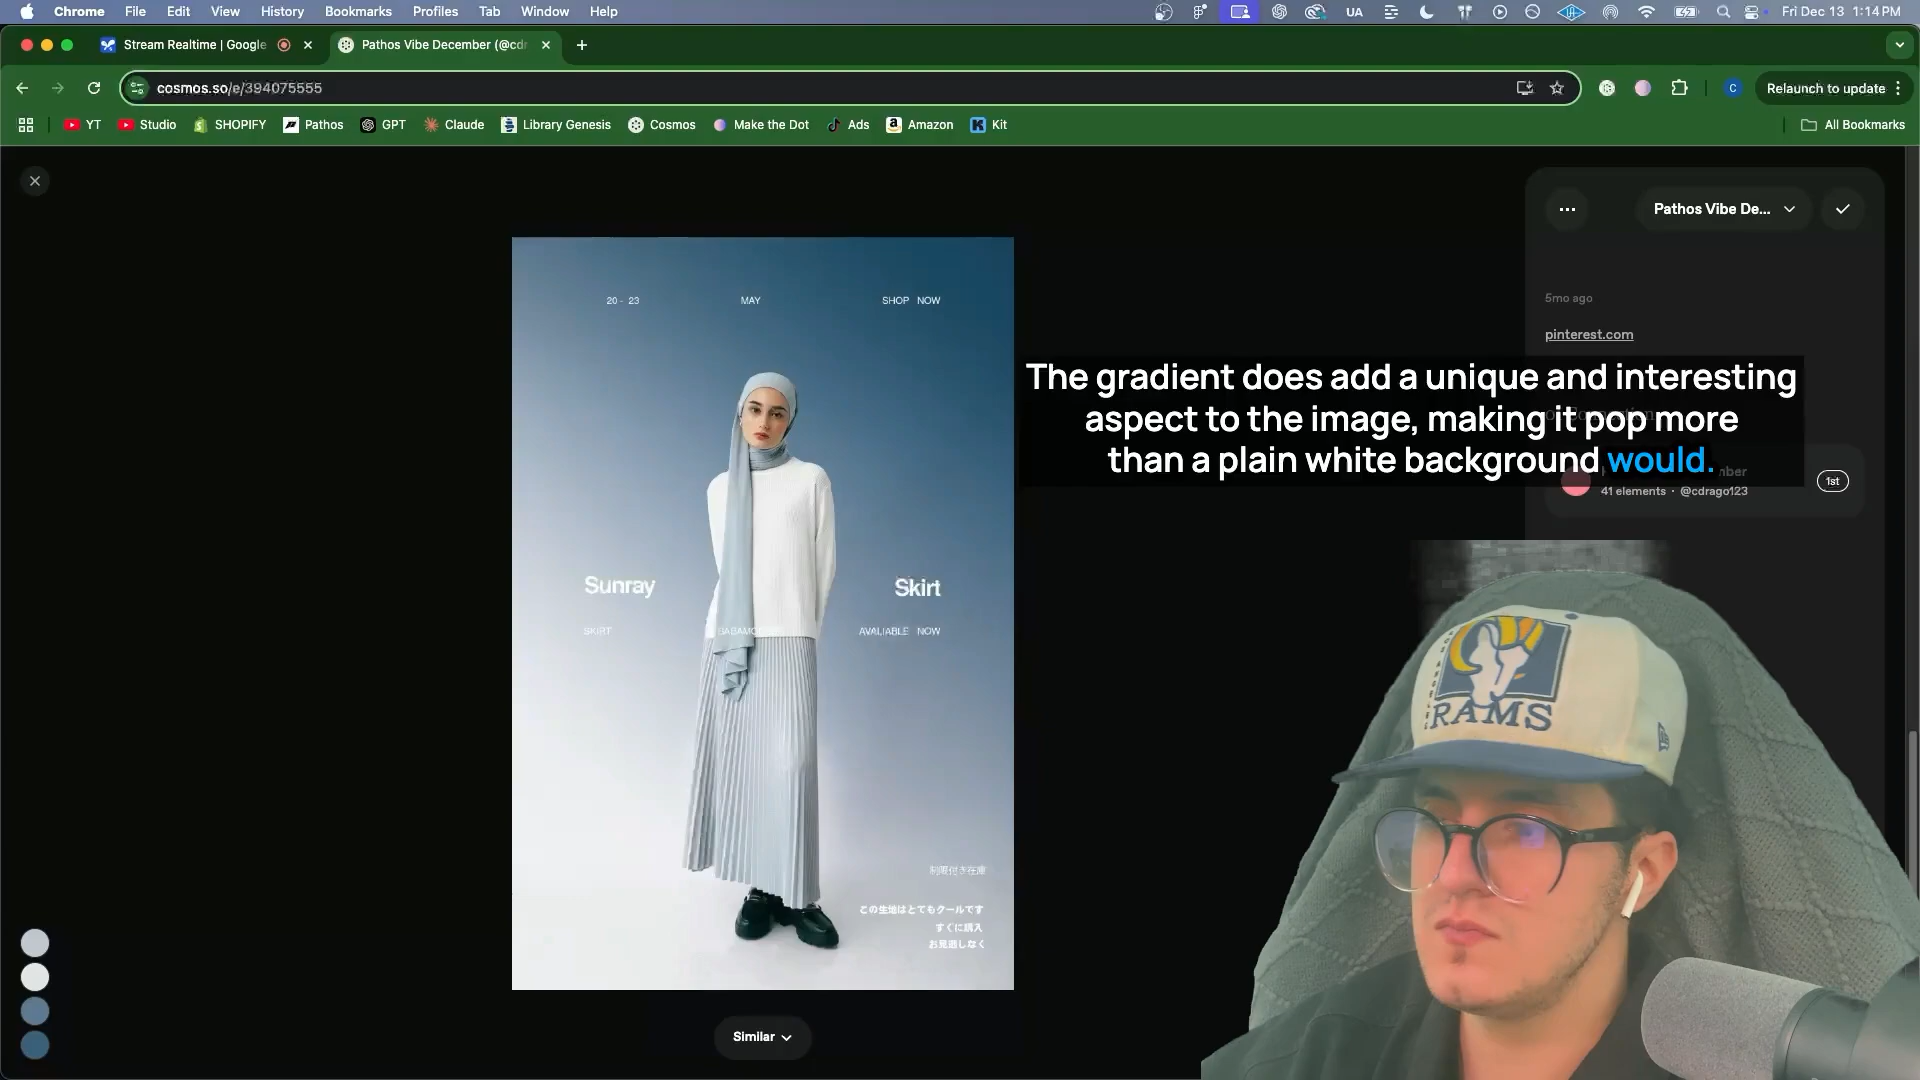 Chrome File Edit View History Bookmarks Profiles Tab Window Help
UA
Fri Dec 13 1:14 PM
Stream Realtime | Google
Pathos Vibe December (@cdr
cosmos.so/e/394075555
Relaunch to update
YT Studio SHOPIFY Pathos GPT Claude Library Genesis Cosmos Make the Dot Ads Amazon Kit
All Bookmarks
Pathos Vibe De...
20 - 23 MAY SHOP NOW
5mo ago
pinterest.com
The gradient does add a unique and interesting
aspect to the image, making it pop more
than a plain white background would.
41 elements · @cdrago123
1st
Sunray Skirt
SKIRT
AVALIABLE NOW
RAMS
制限付き在庫
この生地はとてもクールです
すぐに購入
お見逃しなく
Similar